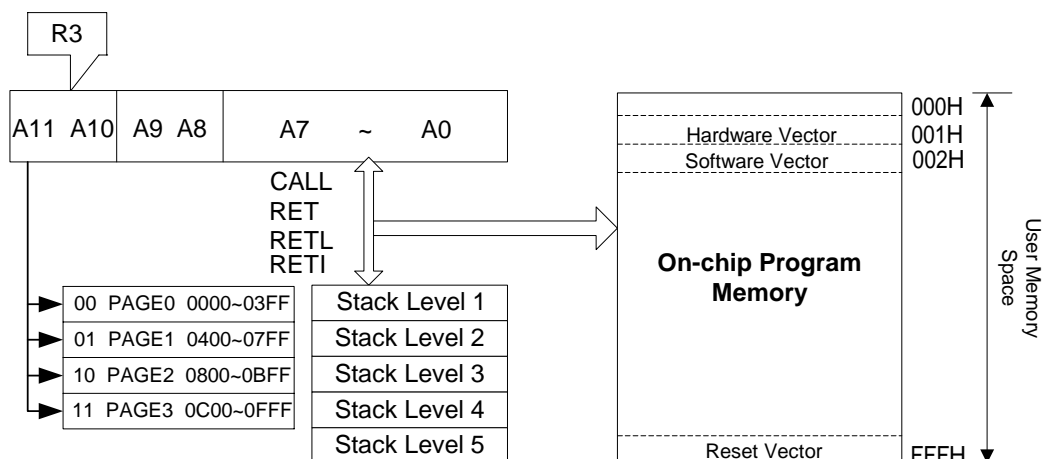 R3
A11 A10 A9 A8 A7 ~ A0
CALL
RET
RETL
RETI
00 PAGE0 0000~03FF
01 PAGE1 0400~07FF
10 PAGE2 0800~0BFF
11 PAGE3 0C00~0FFF
Stack Level 1
Stack Level 2
Stack Level 3
Stack Level 4
Stack Level 5
000H
Hardware Vector 001H
Software Vector 002H
On-chip Program
Memory
Reset Vector FFFH
User Memory
Space